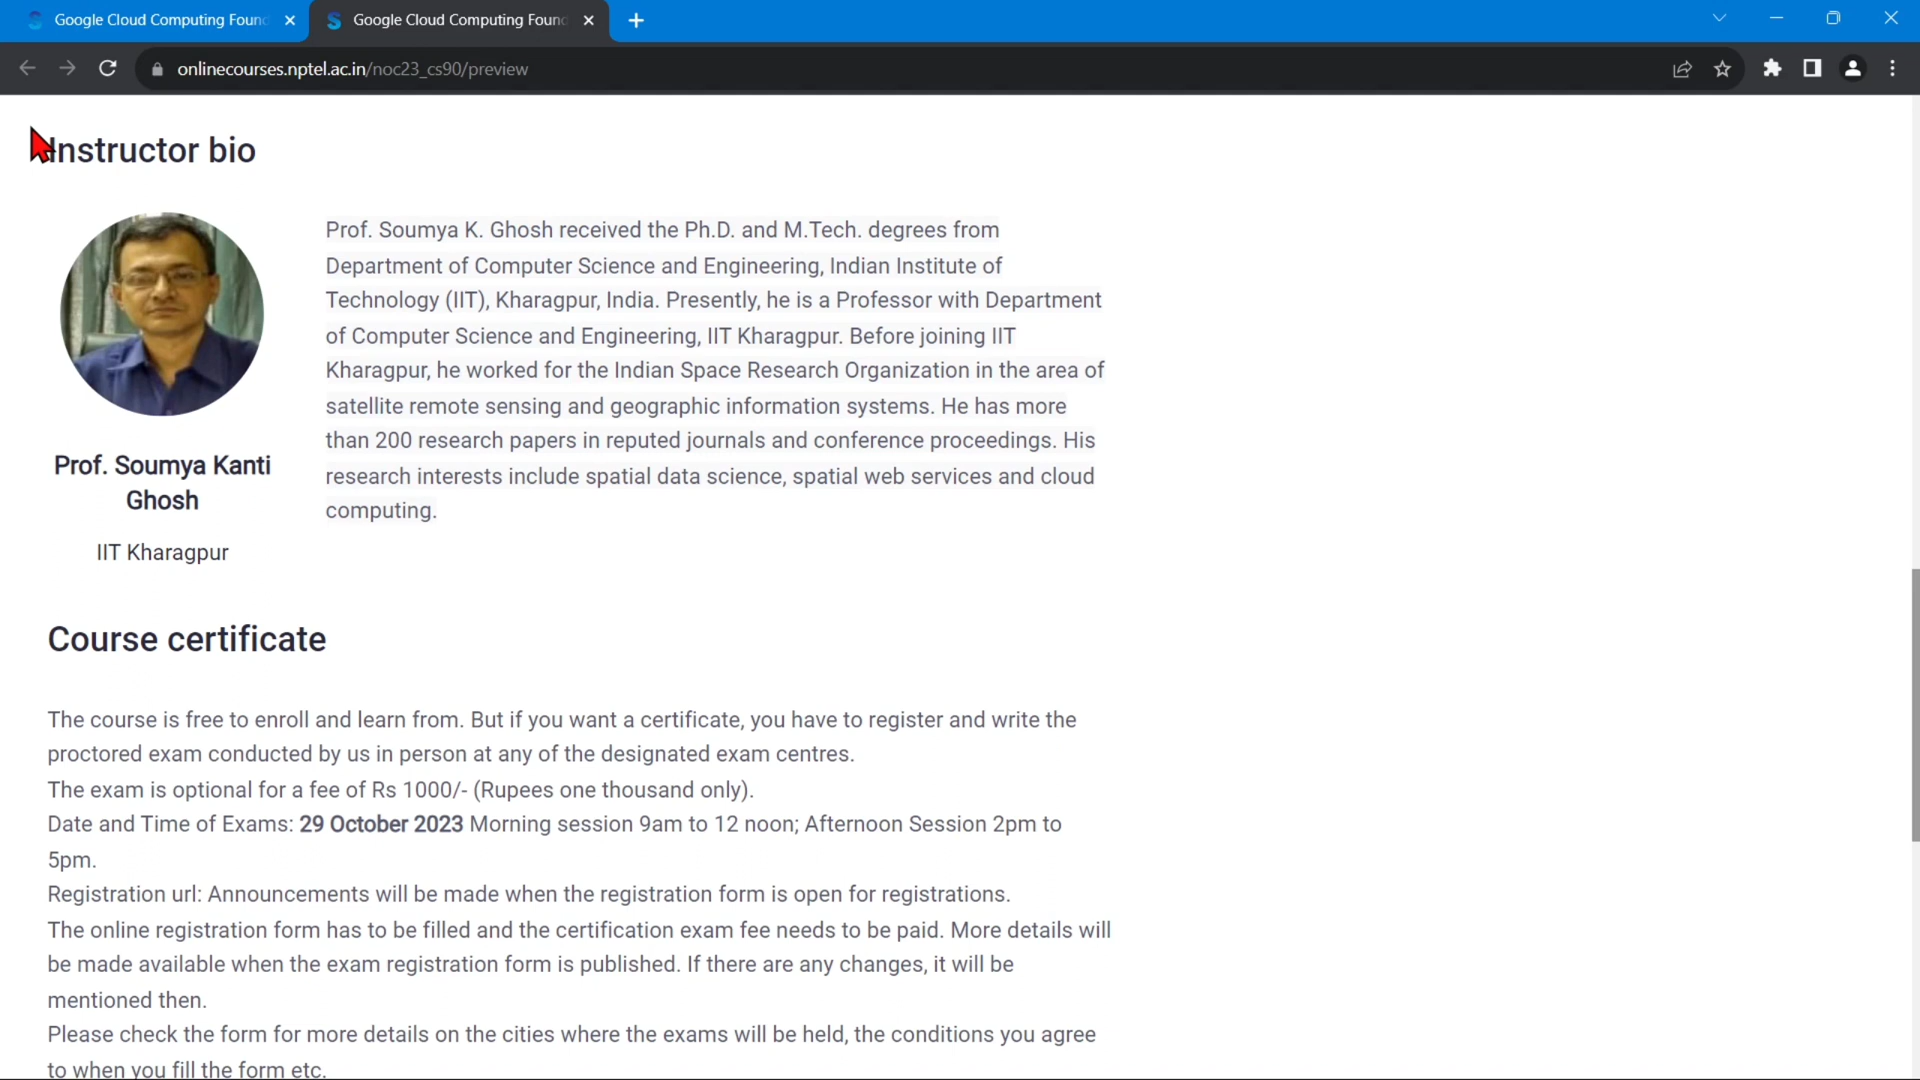 Google Cloud Computing Foun
Google Cloud Computing Foun
onlinecourses.nptel.ac.in/noc23_cs90/preview
Instructor bio
Prof. Soumya K. Ghosh received the Ph.D. and M.Tech. degrees from
Department of Computer Science and Engineering, Indian Institute of
Technology (IIT), Kharagpur, India. Presently, he is a Professor with Department
of Computer Science and Engineering, IIT Kharagpur. Before joining IIT
Kharagpur, he worked for the Indian Space Research Organization in the area of
satellite remote sensing and geographic information systems. He has more
than 200 research papers in reputed journals and conference proceedings. His
research interests include spatial data science, spatial web services and cloud
computing.
Prof. Soumya Kanti
Ghosh
IIT Kharagpur
Course certificate
The course is free to enroll and learn from. But if you want a certificate, you have to register and write the
proctored exam conducted by us in person at any of the designated exam centres.
The exam is optional for a fee of Rs 1000/- (Rupees one thousand only).
Date and Time of Exams: 29 October 2023 Morning session 9am to 12 noon; Afternoon Session 2pm to
5pm.
Registration url: Announcements will be made when the registration form is open for registrations.
The online registration form has to be filled and the certification exam fee needs to be paid. More details will
be made available when the exam registration form is published. If there are any changes, it will be
mentioned then.
Please check the form for more details on the cities where the exams will be held, the conditions you agree
to when you fill the form etc.